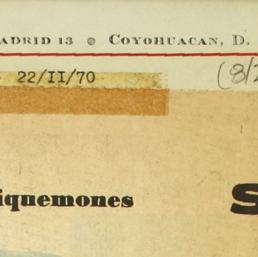 ADRID 13 ● COYOHUACAN, D.
22/II/70 (8/2
iquemones S